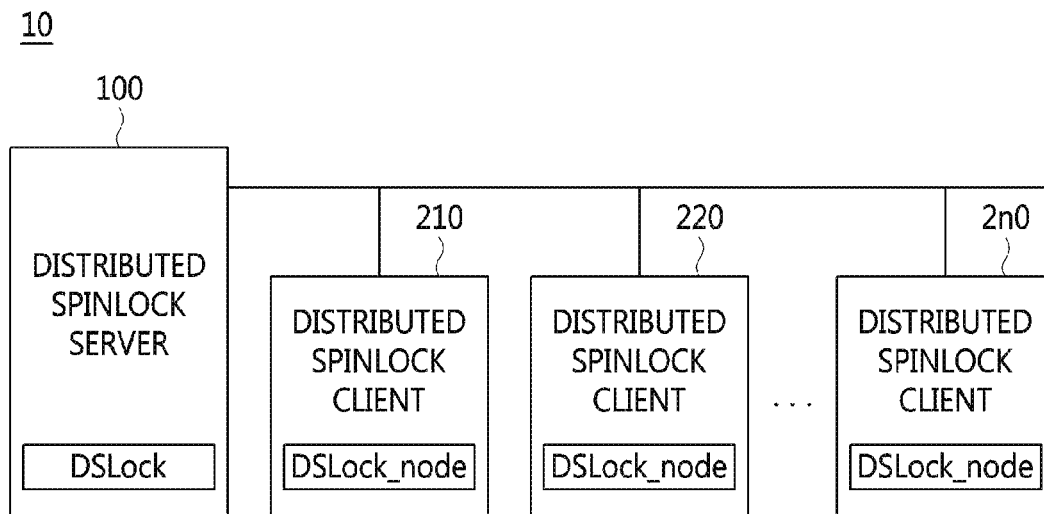 10
100
210
220
2n0
DISTRIBUTED
SPINLOCK
SERVER
DSLock
DISTRIBUTED
SPINLOCK
CLIENT
DSLock_node
DISTRIBUTED
SPINLOCK
CLIENT
DSLock_node
. . .
DISTRIBUTED
SPINLOCK
CLIENT
DSLock_node